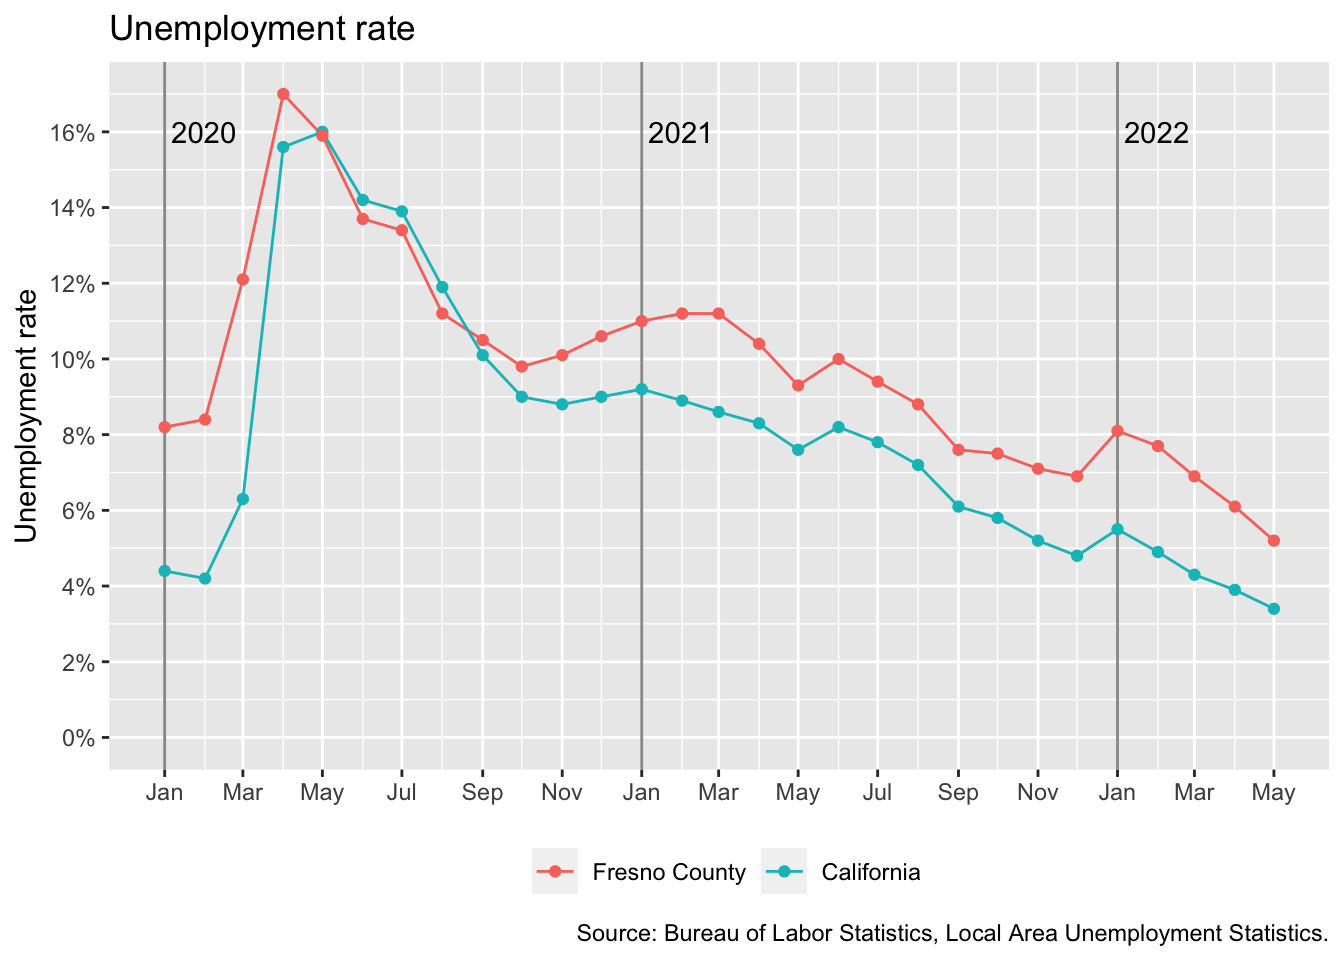 Unemployment rate
Unemployment rate
16%
14%
12%
10%
8%
6%
4%
2%
0%
2020 2021 2022
Jan Mar May Jul Sep Nov Jan Mar May Jul Sep Nov Jan Mar May
Fresno County California
Source: Bureau of Labor Statistics, Local Area Unemployment Statistics.